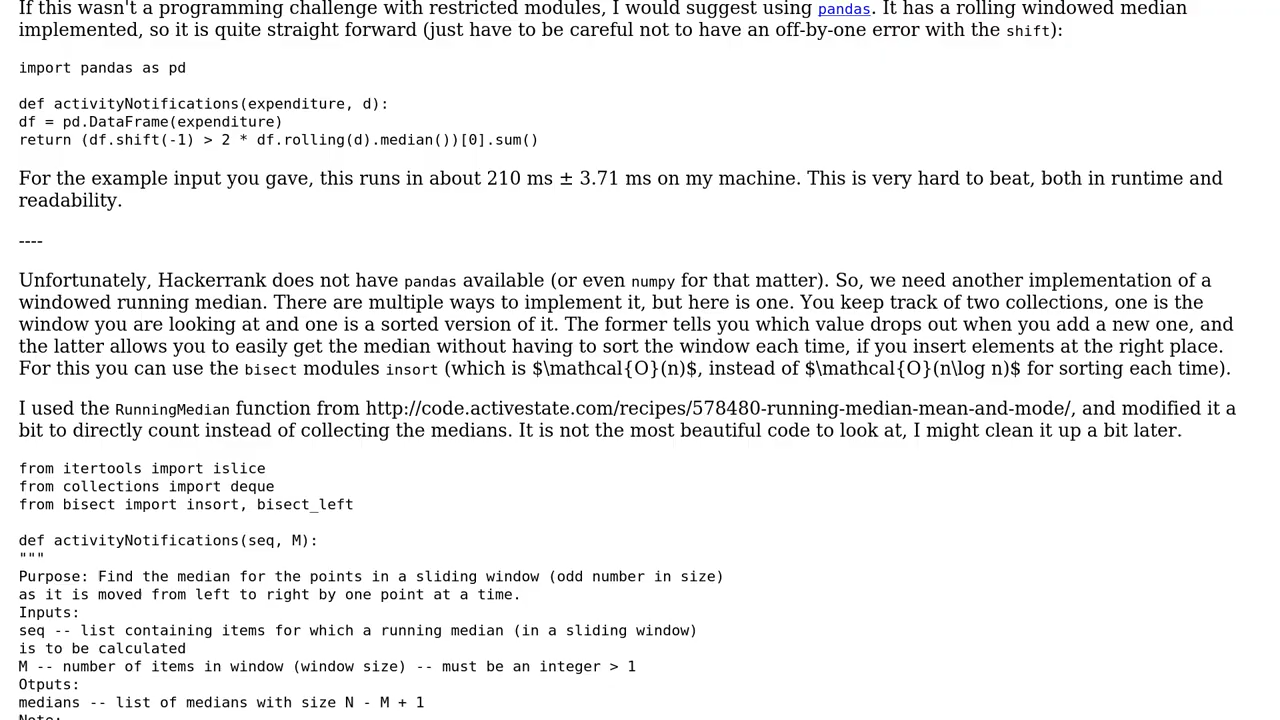 If this wasn't a programming challenge with restricted modules, I would suggest using pandas. It has a rolling windowed median
implemented, so it is quite straight forward (just have to be careful not to have an off-by-one error with the shift):
import pandas as pd
def activityNotifications(expenditure, d):
df = pd.DataFrame(expenditure)
return (df.shift(-1) > 2 * df.rolling(d).median())[0].sum()
For the example input you gave, this runs in about 210 ms ± 3.71 ms on my machine. This is very hard to beat, both in runtime and
readability.
----
Unfortunately, Hackerrank does not have pandas available (or even numpy for that matter). So, we need another implementation of a
windowed running median. There are multiple ways to implement it, but here is one. You keep track of two collections, one is the
window you are looking at and one is a sorted version of it. The former tells you which value drops out when you add a new one, and
the latter allows you to easily get the median without having to sort the window each time, if you insert elements at the right place.
For this you can use the bisect modules insort (which is $\mathcal{O}(n)$, instead of $\mathcal{O}(n\log n)$ for sorting each time).
I used the RunningMedian function from http://code.activestate.com/recipes/578480-running-median-mean-and-mode/, and modified it a
bit to directly count instead of collecting the medians. It is not the most beautiful code to look at, I might clean it up a bit later.
from itertools import islice
from collections import deque
from bisect import insort, bisect_left
def activityNotifications(seq, M):
"""
Purpose: Find the median for the points in a sliding window (odd number in size)
as it is moved from left to right by one point at a time.
Inputs:
seq -- list containing items for which a running median (in a sliding window)
is to be calculated
M -- number of items in window (window size) -- must be an integer > 1
Otputs:
medians -- list of medians with size N - M + 1
Note: